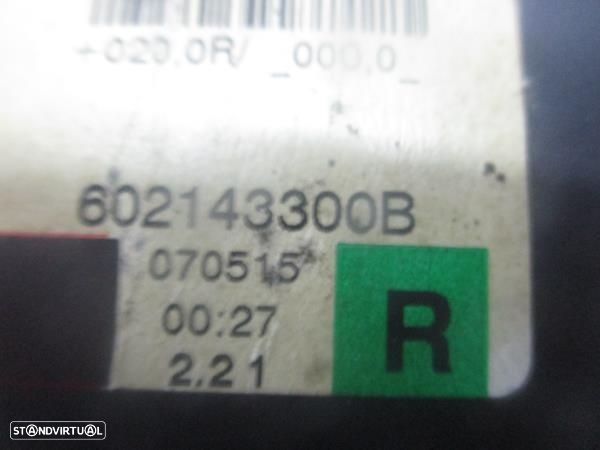 +020.0R/ _000.0_
602143300B
070515
00:27
R
2.21
STANDVIRTUAL